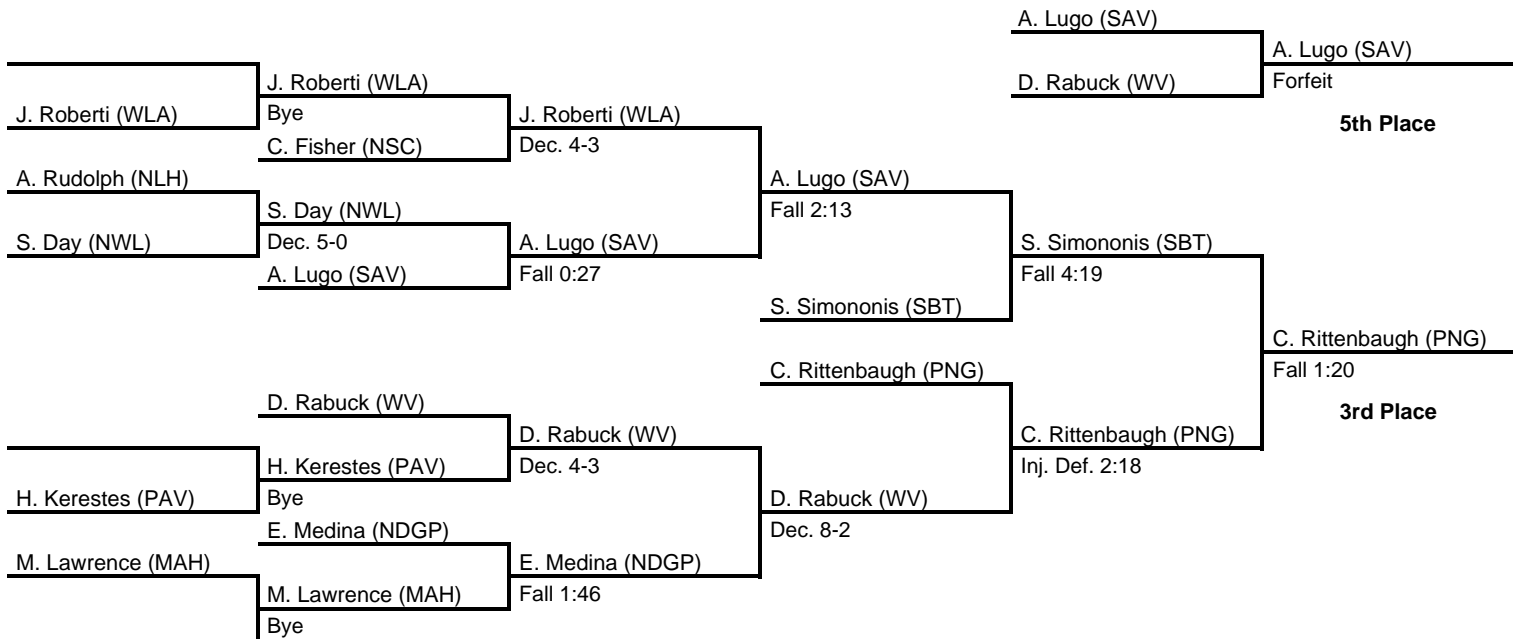 A. Lugo (SAV)
A. Lugo (SAV)
J. Roberti (WLA)
D. Rabuck (WV)
Forfeit
J. Roberti (WLA)
Bye
J. Roberti (WLA)
5th Place
C. Fisher (NSC)
Dec. 4-3
A. Rudolph (NLH)
A. Lugo (SAV)
S. Day (NWL)
Fall 2:13
S. Day (NWL)
Dec. 5-0
A. Lugo (SAV)
S. Simononis (SBT)
A. Lugo (SAV)
Fall 0:27
Fall 4:19
S. Simononis (SBT)
C. Rittenbaugh (PNG)
C. Rittenbaugh (PNG)
Fall 1:20
D. Rabuck (WV)
3rd Place
D. Rabuck (WV)
C. Rittenbaugh (PNG)
H. Kerestes (PAV)
Dec. 4-3
Inj. Def. 2:18
H. Kerestes (PAV)
Bye
D. Rabuck (WV)
E. Medina (NDGP)
Dec. 8-2
M. Lawrence (MAH)
E. Medina (NDGP)
M. Lawrence (MAH)
Fall 1:46
Bye